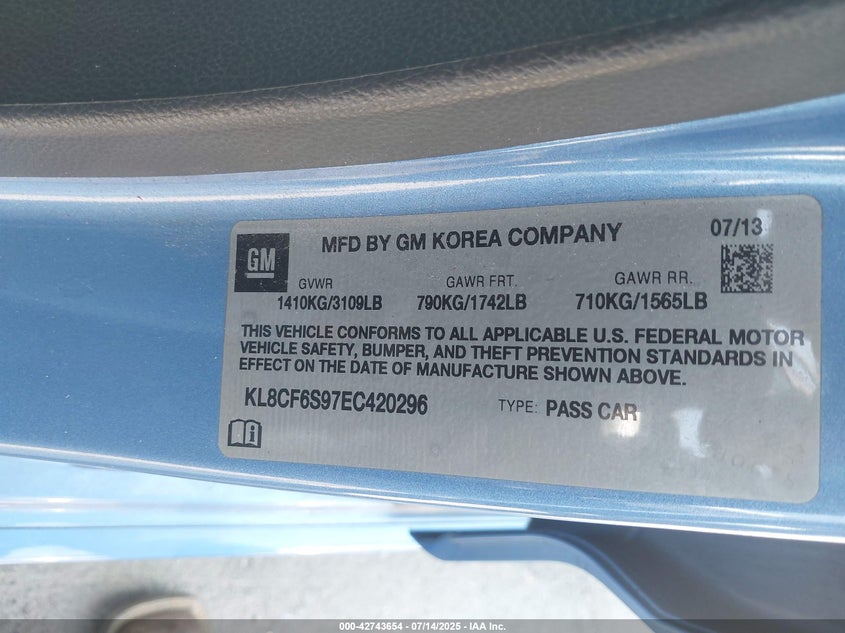 GM
MFD BY GM KOREA COMPANY
07/13
GVWR GAWR FRT. GAWR RR.
1410KG/3109LB 790KG/1742LB 710KG/1565LB
THIS VEHICLE CONFORMS TO ALL APPLICABLE U.S. FEDERAL MOTOR
VEHICLE SAFETY, BUMPER, AND THEFT PREVENTION STANDARDS IN
EFFECT ON THE DATE OF MANUFACTURE SHOWN ABOVE.
KL8CF6S97EC420296 TYPE: PASS CAR
000-42743654 - 07/14/2025 - IAA Inc.